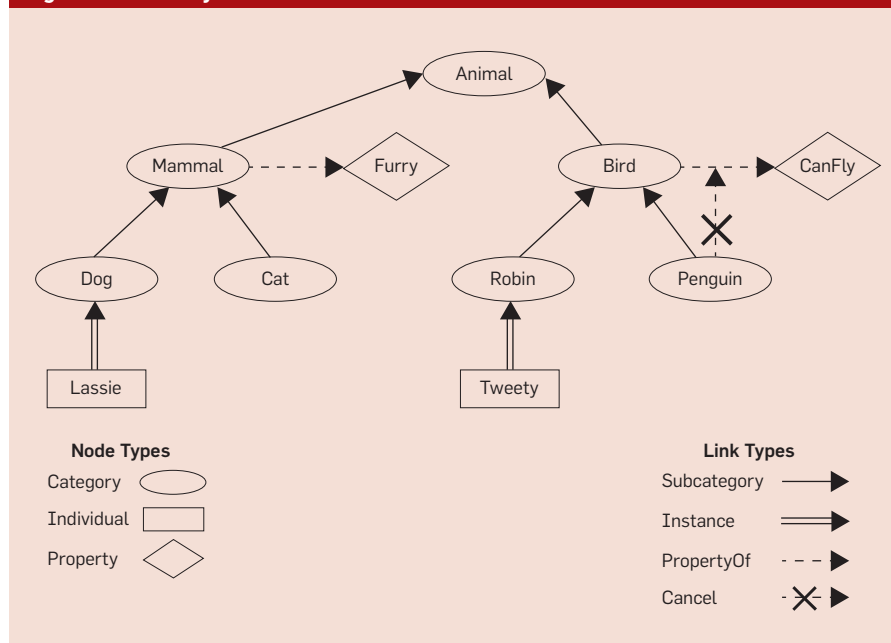 Animal
Mammal
Furry
Bird
CanFly
Dog
Cat
Robin
Penguin
Lassie
Tweety
Node Types
Category
Individual
Property
Link Types
Subcategory
Instance
PropertyOf
Cancel